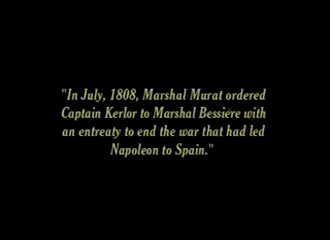 "In July, 1808, Marshal Murat ordered
Captain Kerlor to Marshal Bessière with
an entreaty to end the war that had led
Napoleon to Spain."